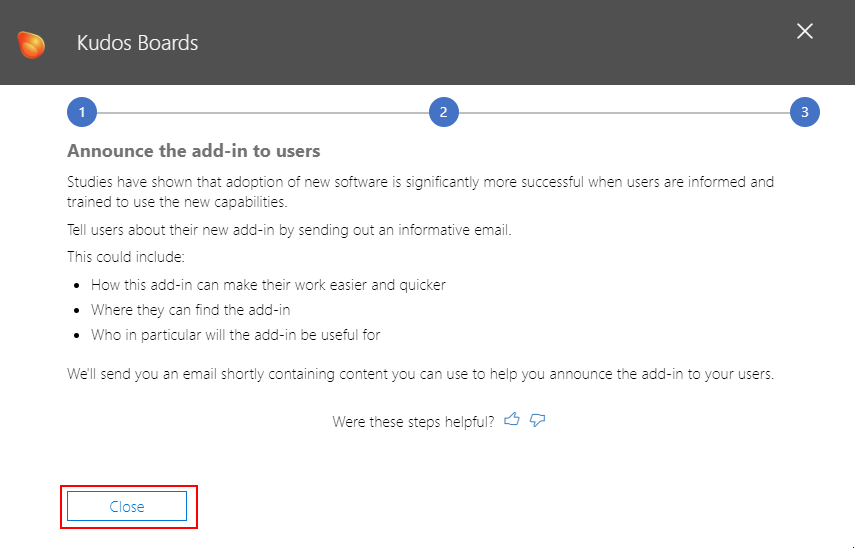 Kudos Boards
1 2 3
Announce the add-in to users
Studies have shown that adoption of new software is significantly more successful when users are informed and
trained to use the new capabilities.
Tell users about their new add-in by sending out an informative email.
This could include:
• How this add-in can make their work easier and quicker
• Where they can find the add-in
• Who in particular will the add-in be useful for
We'll send you an email shortly containing content you can use to help you announce the add-in to your users.
Were these steps helpful?
Close